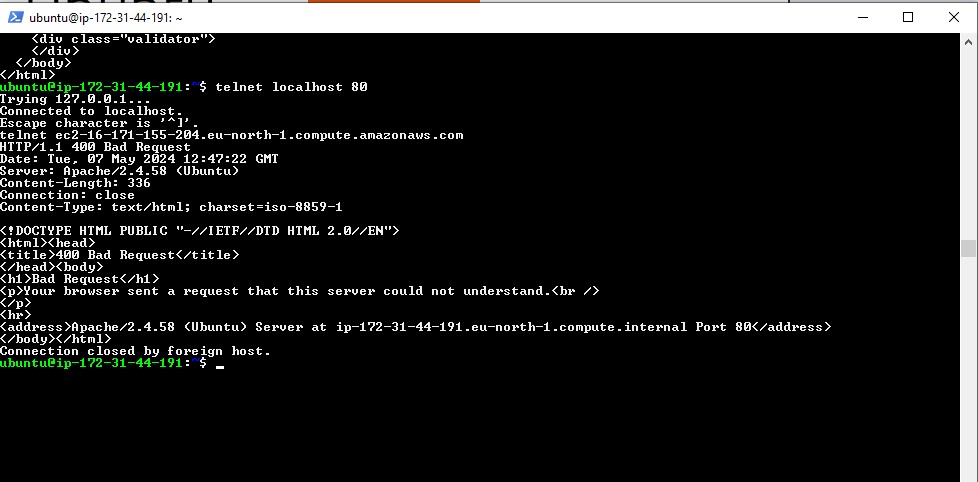 ubuntu@ip-172-31-44-191: ~
<div class="validator">
</div>
</body>
</html>
ubuntu@ip-172-31-44-191:~$ telnet localhost 80
Trying 127.0.0.1...
Connected to localhost.
Escape character is '^]'.
telnet ec2-16-171-155-204.eu-north-1.compute.amazonaws.com
HTTP/1.1 400 Bad Request
Date: Tue, 07 May 2024 12:47:22 GMT
Server: Apache/2.4.58 (Ubuntu)
Content-Length: 336
Connection: close
Content-Type: text/html; charset=iso-8859-1
<!DOCTYPE HTML PUBLIC "-//IETF//DTD HTML 2.0//EN">
<html><head>
<title>400 Bad Request</title>
</head><body>
<h1>Bad Request</h1>
<p>Your browser sent a request that this server could not understand.<br />
</p>
<hr>
<address>Apache/2.4.58 (Ubuntu) Server at ip-172-31-44-191.eu-north-1.compute.internal Port 80</address>
</body></html>
Connection closed by foreign host.
ubuntu@ip-172-31-44-191:~$